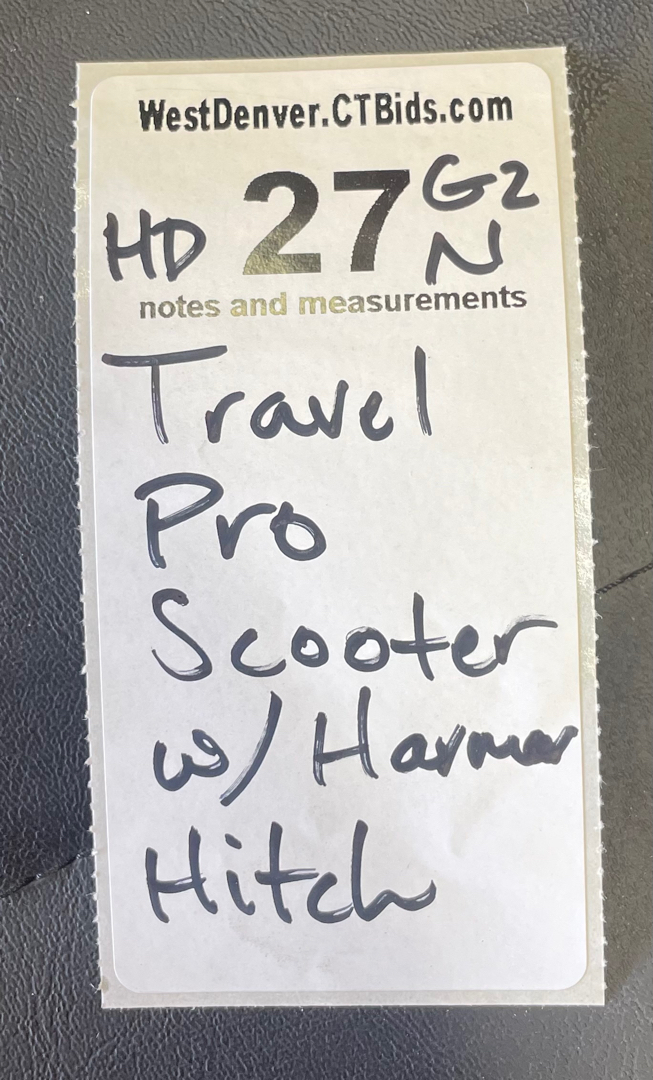 WestDenver.CTBids.com
HD 27 G2
N
notes and measurements
Travel
Pro
Scooter
w/ Harmar
Hitch